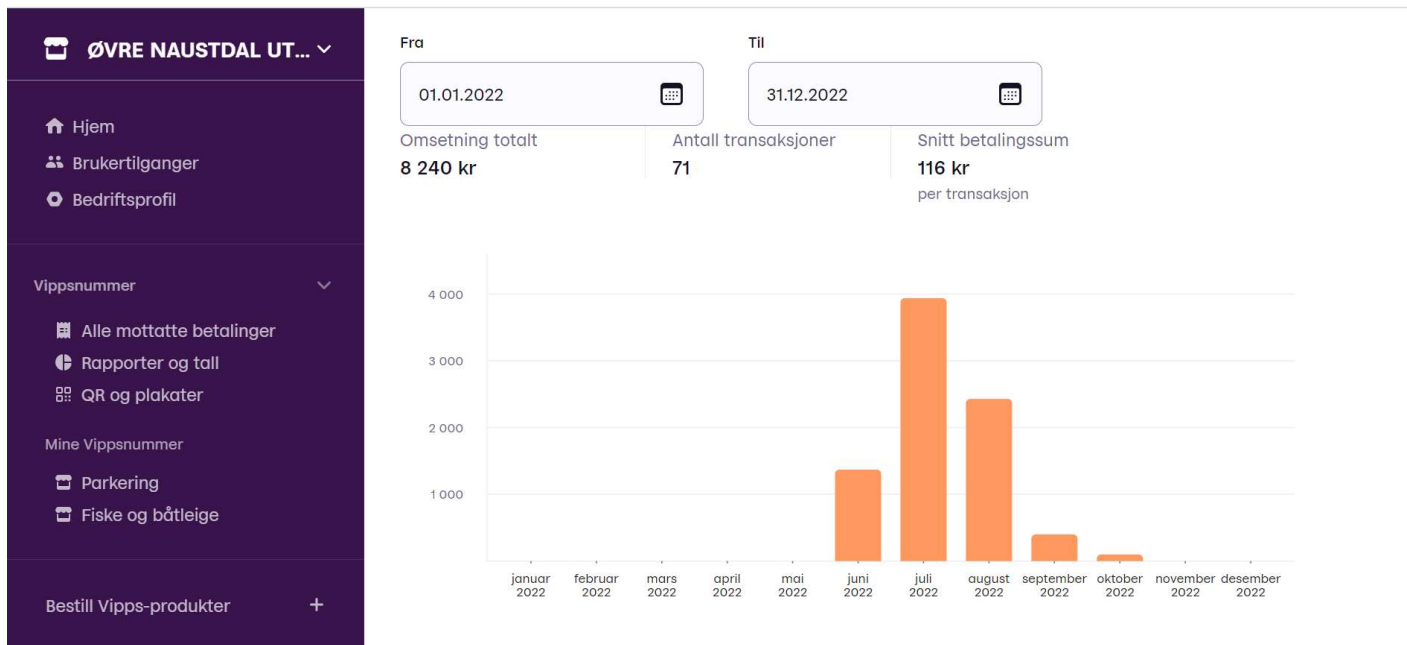 ØVRE NAUSTDAL UT...
Hjem
Brukertilganger
Bedriftsprofil
Vippsnummer
Alle mottatte betalinger
Rapporter og tall
QR og plakater
Mine Vippsnummer
Parkering
Fiske og båtleige
Bestill Vipps-produkter +
Fra Til
01.01.2022 31.12.2022
Omsetning totalt Antall transaksjoner Snitt betalingssum
8 240 kr 71 116 kr
per transaksjon
4 000
3 000
2 000
1 000
januar februar mars april mai juni juli august september oktober november desember
2022 2022 2022 2022 2022 2022 2022 2022 2022 2022 2022 2022